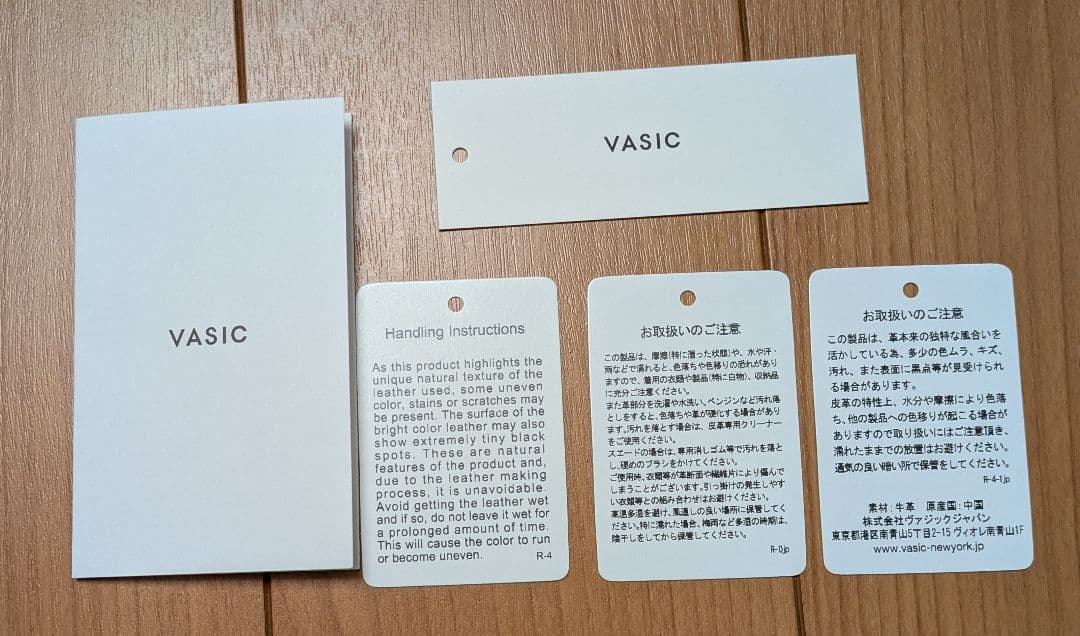 VASIC
VASIC
Handling Instructions
As this product highlights the
unique natural texture of the
leather used, some uneven
color, stains or scratches may
be present. The surface of the
bright color leather may also
show extremely tiny black
spots. These are natural
features of the product and,
due to the leather making
process, it is unavoidable.
Avoid getting the leather wet
and if so, do not leave it wet for
a prolonged amount of time.
This will cause the color to run
or become uneven.
R-4
お取扱いのご注意
この製品は、摩擦(特に湿った状態)や、水や汗・
雨などで濡れると、色落ちや色移りの恐れがあり
ますので、着用の衣類や製品(特に白物)、収納品
に充分ご注意ください。
また革部分を洗濯や水洗い、ベンジンなど汚れ落
としをすると、色落ちや革が硬化する場合があり
ます。汚れを落とす場合は、皮革専用クリーナー
をご使用ください。
スエードの場合は、専用消しゴム等で汚れを落と
し、硬めのブラシをかけてください。
ご使用時、衣類等が革断面や繊維片により傷んで
しまうことがございます。引っ掛けの発生しやす
い衣類等との組み合わせはお避けください。
高温多湿を避け、風通しの良い場所に保管してく
ださい。特に濡れた場合、梅雨など多湿の時期は、
陰干しをしてから保管してください。
R-0jp
お取扱いのご注意
この製品は、革本来の独特な風合いを
活かしている為、多少の色ムラ、キズ、
汚れ、また表面に黒点等が見受けられ
る場合があります。
皮革の特性上、水分や摩擦により色落
ち、他の製品への色移りが起こる場合が
ありますので取り扱いにはご注意頂き、
濡れたままでの放置はお避けください。
通気の良い暗い所で保管をしてください。
R-4-1jp
素材:牛革 原産国:中国
株式会社ヴァジックジャパン
東京都港区南青山5丁目2-15 ヴィオレ南青山1F
www.vasic-newyork.jp